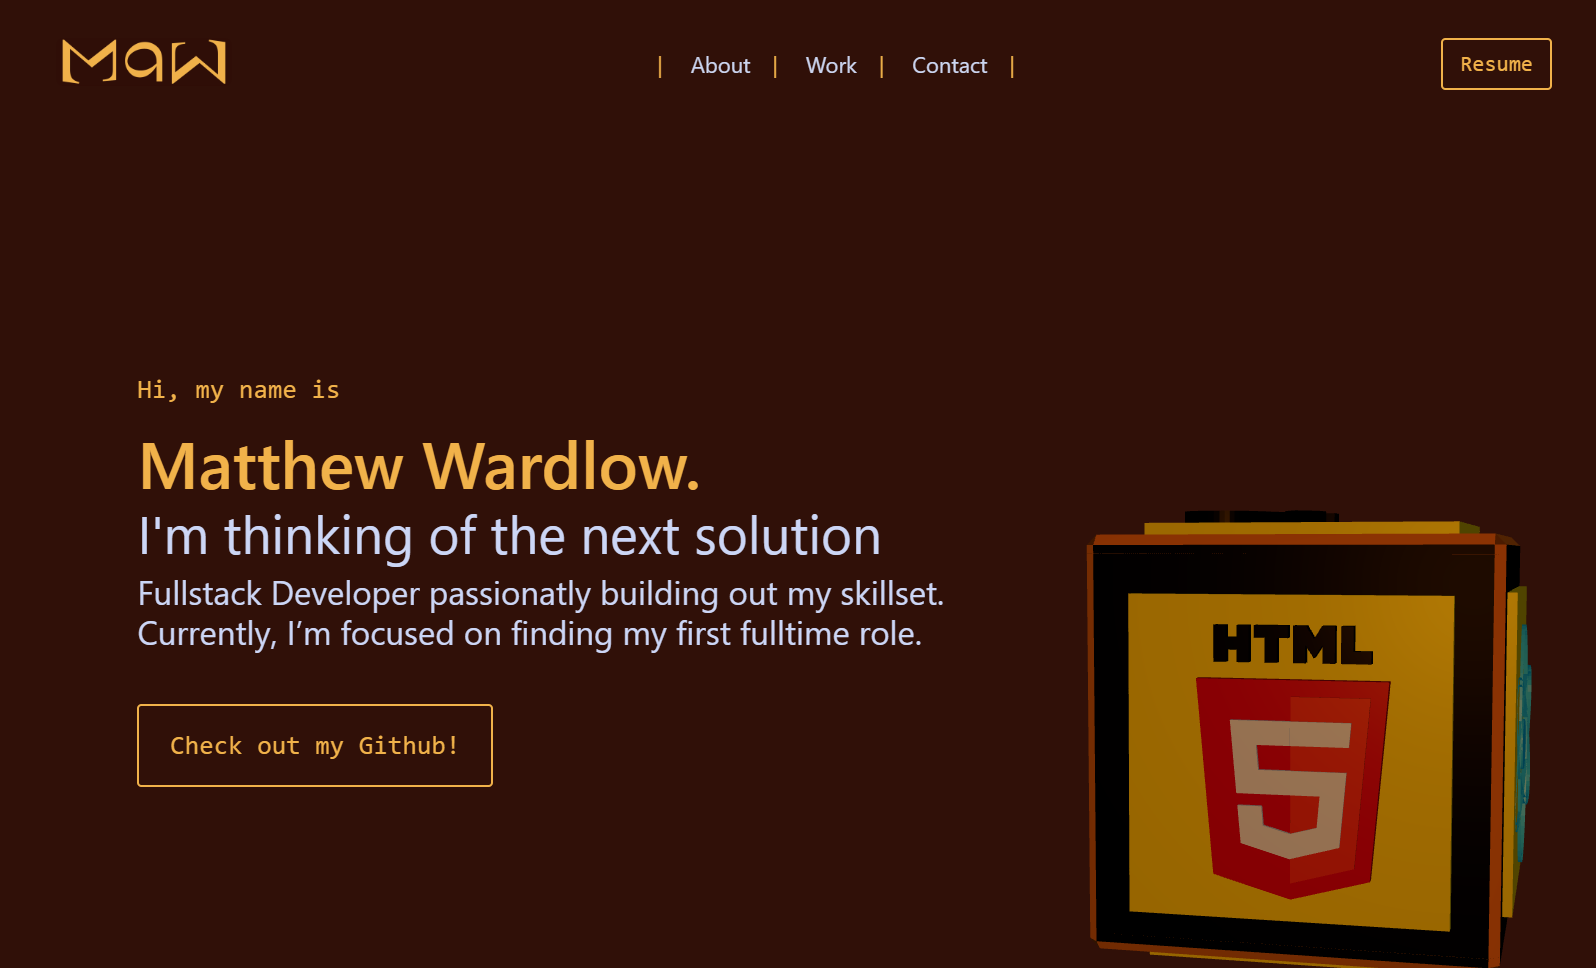 MaW
| About | Work | Contact |
Resume
Hi, my name is
Matthew Wardlow.
I'm thinking of the next solution
Fullstack Developer passionatly building out my skillset.
Currently, I’m focused on finding my first fulltime role.
Check out my Github!
HTML
5